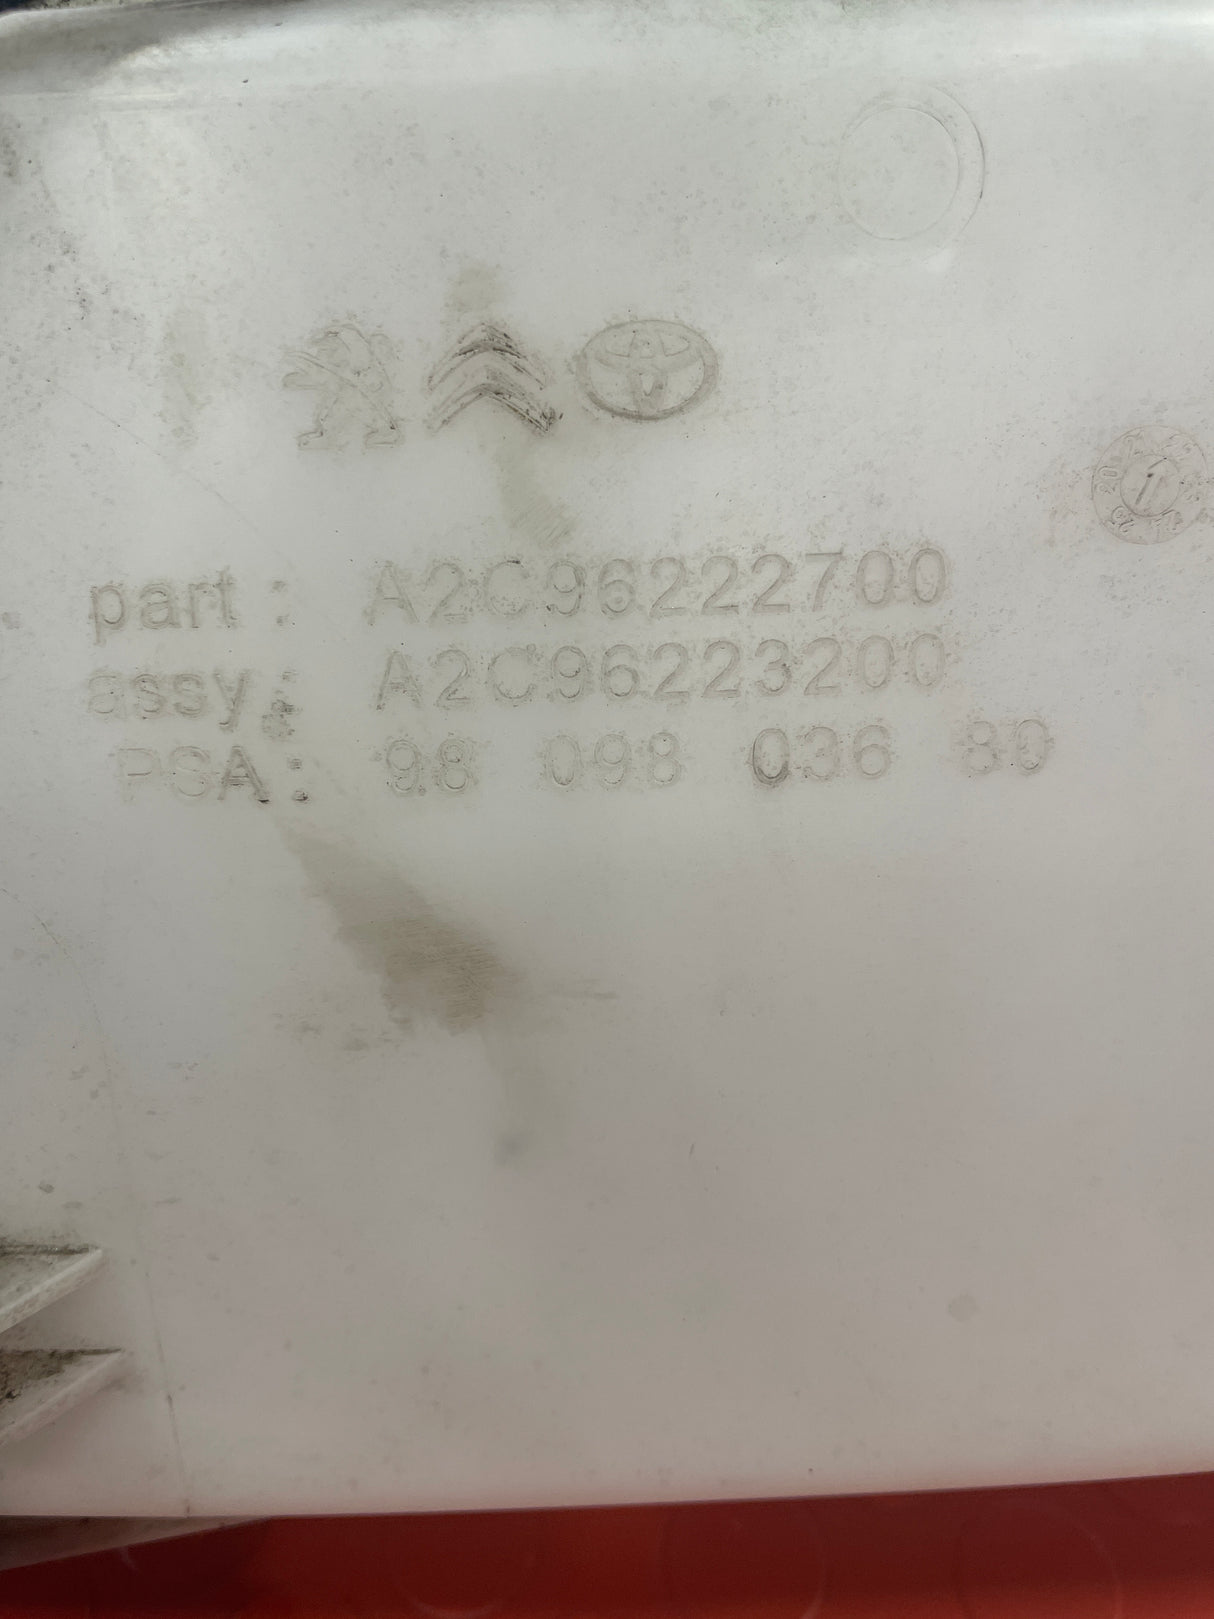 part : A2C96222700
assy: A2C96223200
PSA: 98 098 036 80